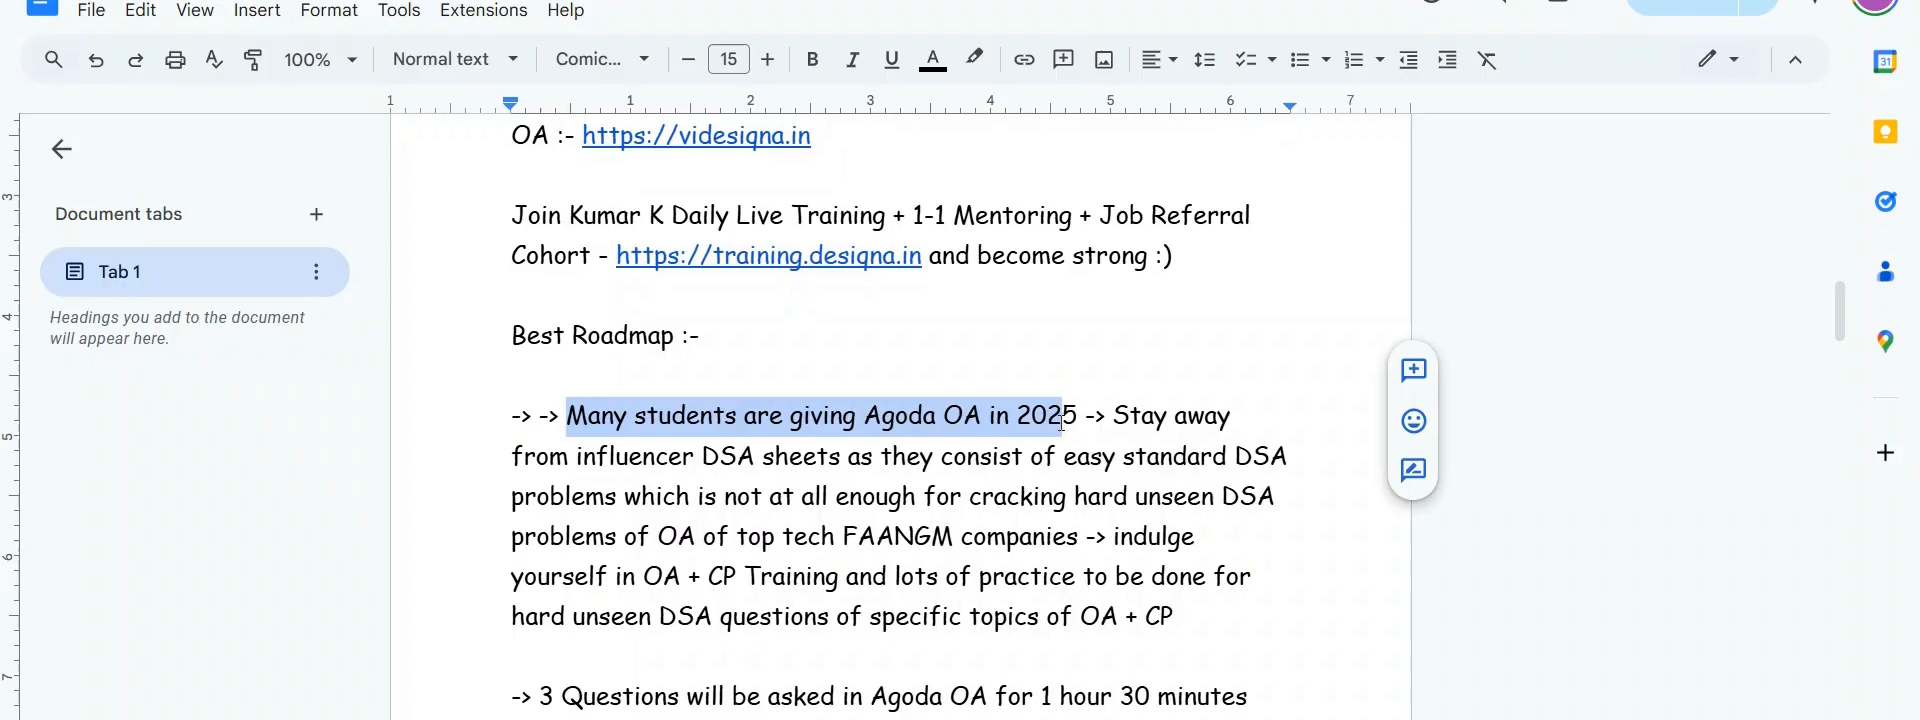 File Edit View Insert Format Tools Extensions Help
100% Normal text Comic... 15 B I U A
1 1 2 3 4 5 6 7
OA :- https://videsiqna.in
3
Document tabs
Join Kumar K Daily Live Training + 1-1 Mentoring + Job Referral
Cohort - https://training.desiqna.in and become strong :)
Tab 1
Headings you add to the document
will appear here.
4
Best Roadmap :-
-> -> Many students are giving Agoda OA in 2025 -> Stay away
5
from influencer DSA sheets as they consist of easy standard DSA
problems which is not at all enough for cracking hard unseen DSA
problems of OA of top tech FAANGM companies -> indulge
6
yourself in OA + CP Training and lots of practice to be done for
hard unseen DSA questions of specific topics of OA + CP
7
-> 3 Questions will be asked in Agoda OA for 1 hour 30 minutes
31